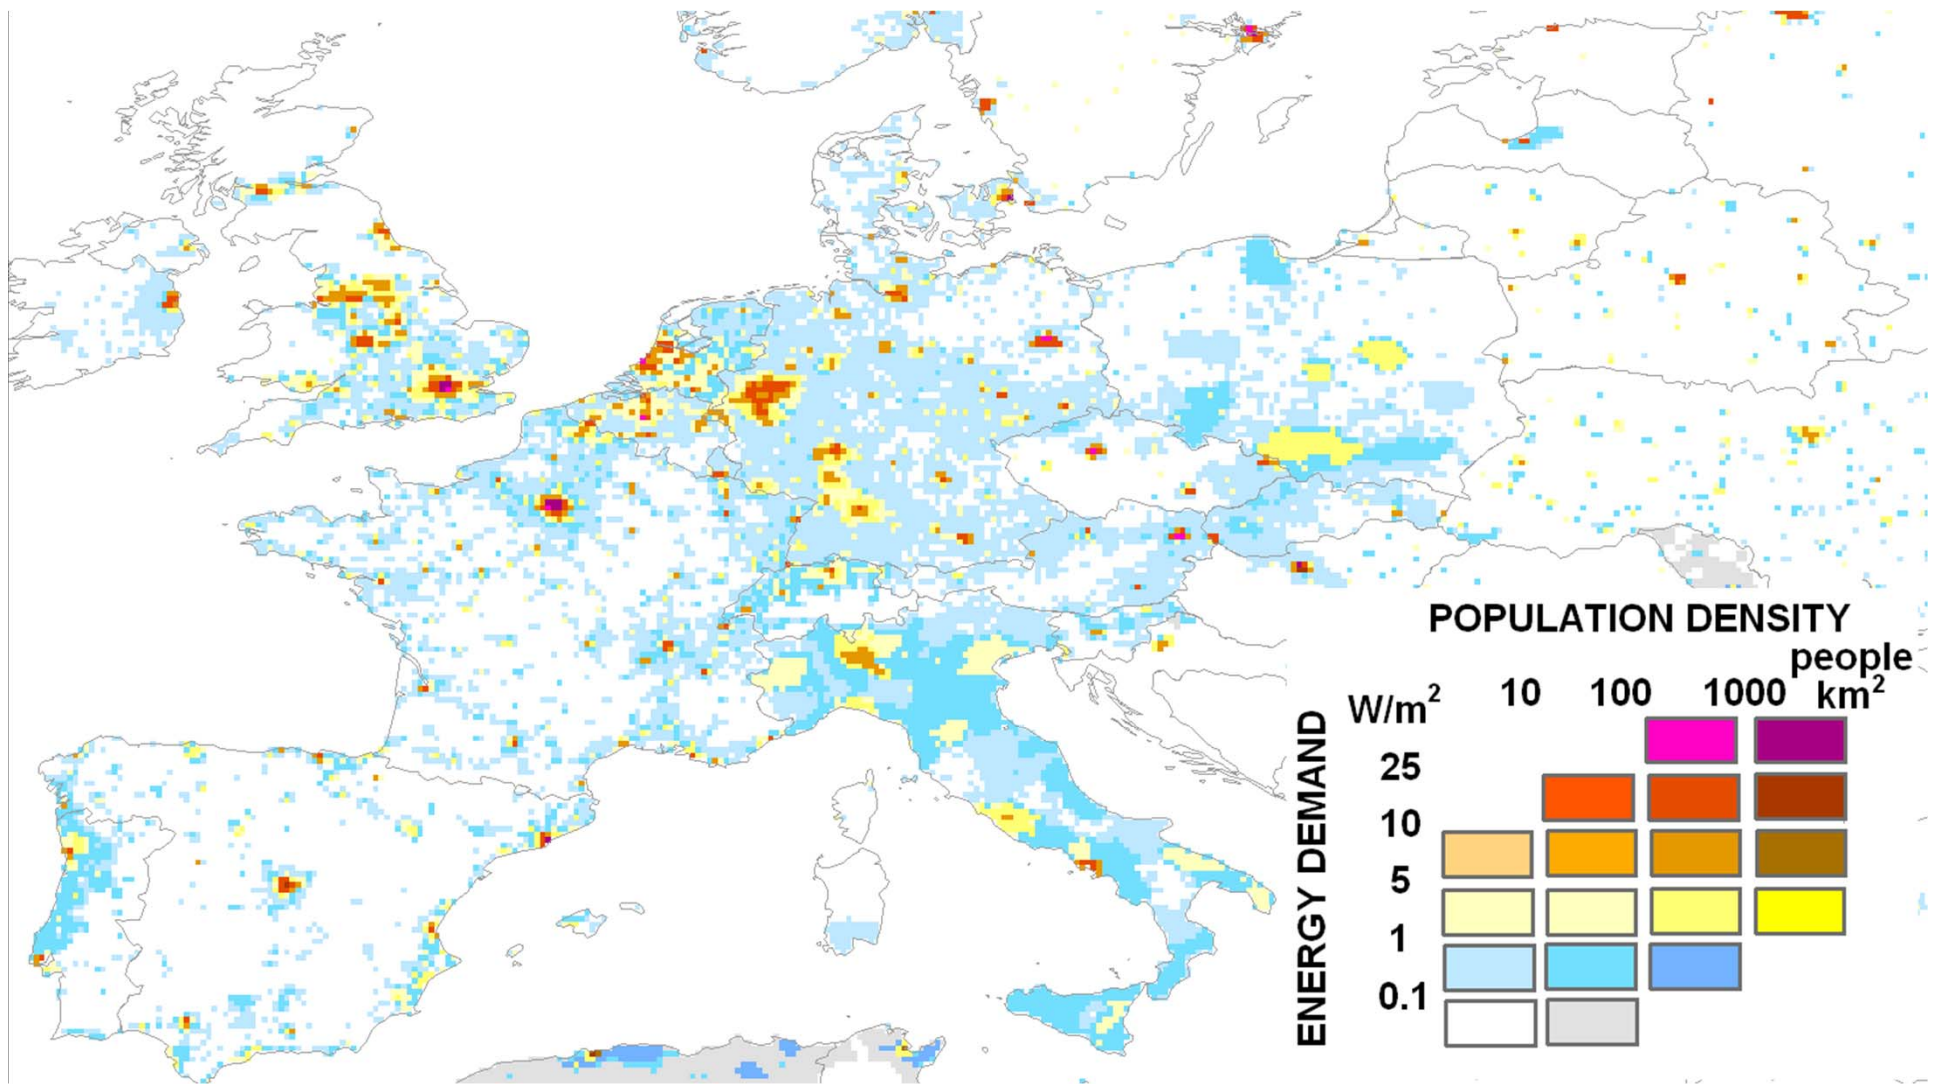 POPULATION DENSITY
people
W/m² 10 100 1000 km²
25
10
5
1
0.1
ENERGY DEMAND